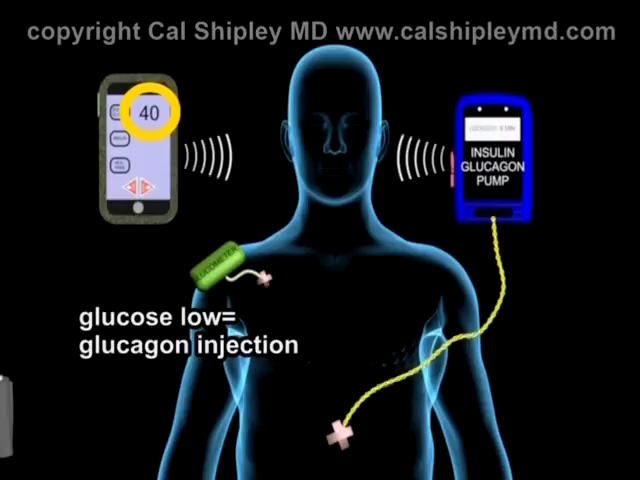 copyright Cal Shipley MD www.calshipleymd.com
40
INSULIN
GLUCAGON
PUMP
GLUCOMETER
glucose low=
glucagon injection